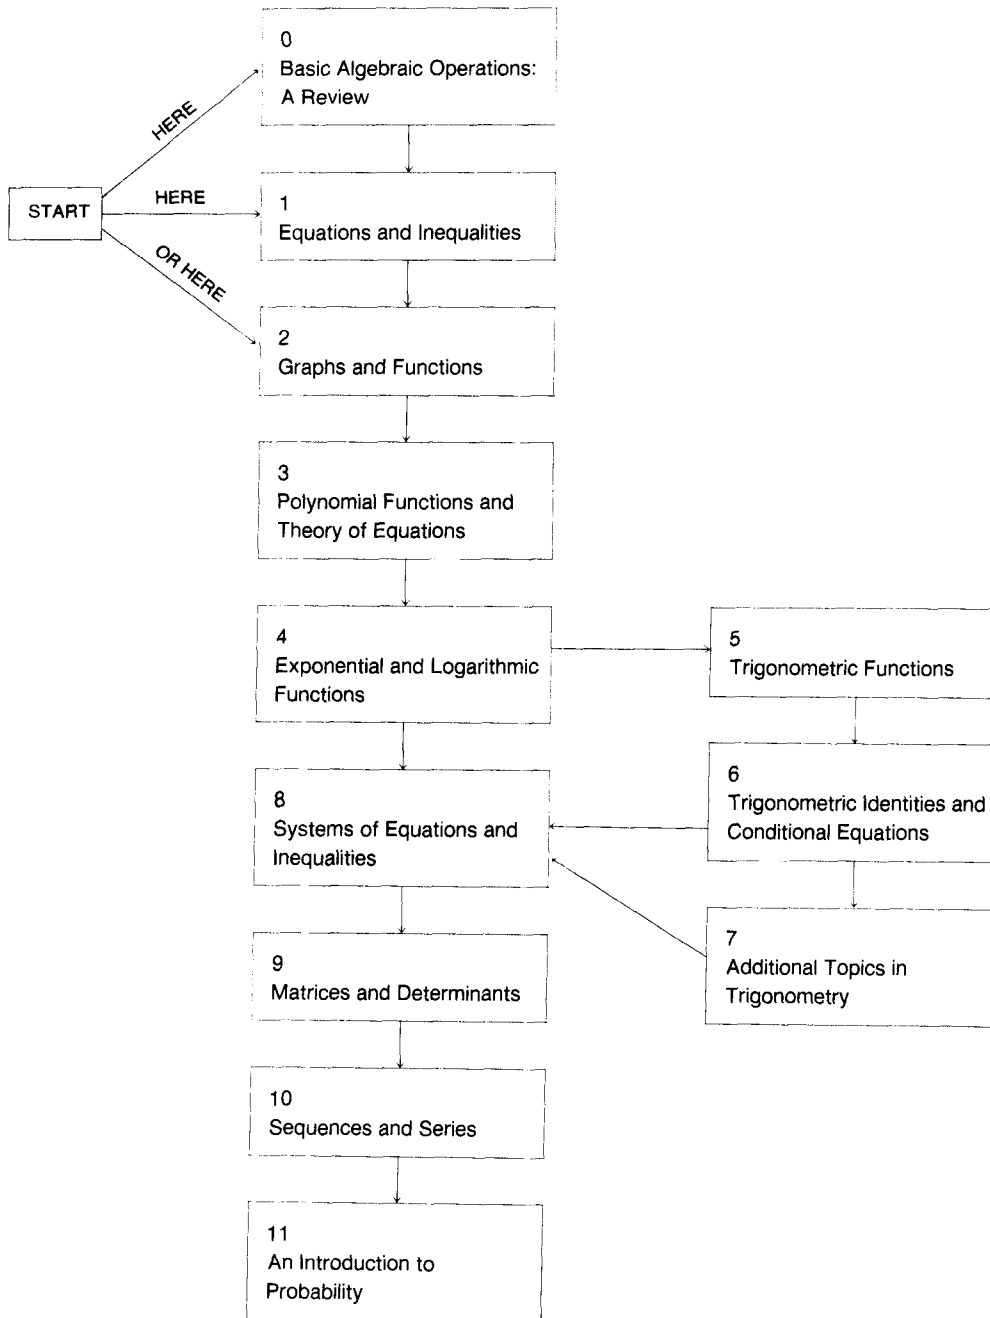 0
Basic Algebraic Operations:
A Review
HERE
START
HERE
1
Equations and Inequalities
OR HERE
2
Graphs and Functions
3
Polynomial Functions and
Theory of Equations
4
Exponential and Logarithmic
Functions
5
Trigonometric Functions
6
Trigonometric Identities and
Conditional Equations
8
Systems of Equations and
Inequalities
7
Additional Topics in
Trigonometry
9
Matrices and Determinants
10
Sequences and Series
11
An Introduction to
Probability